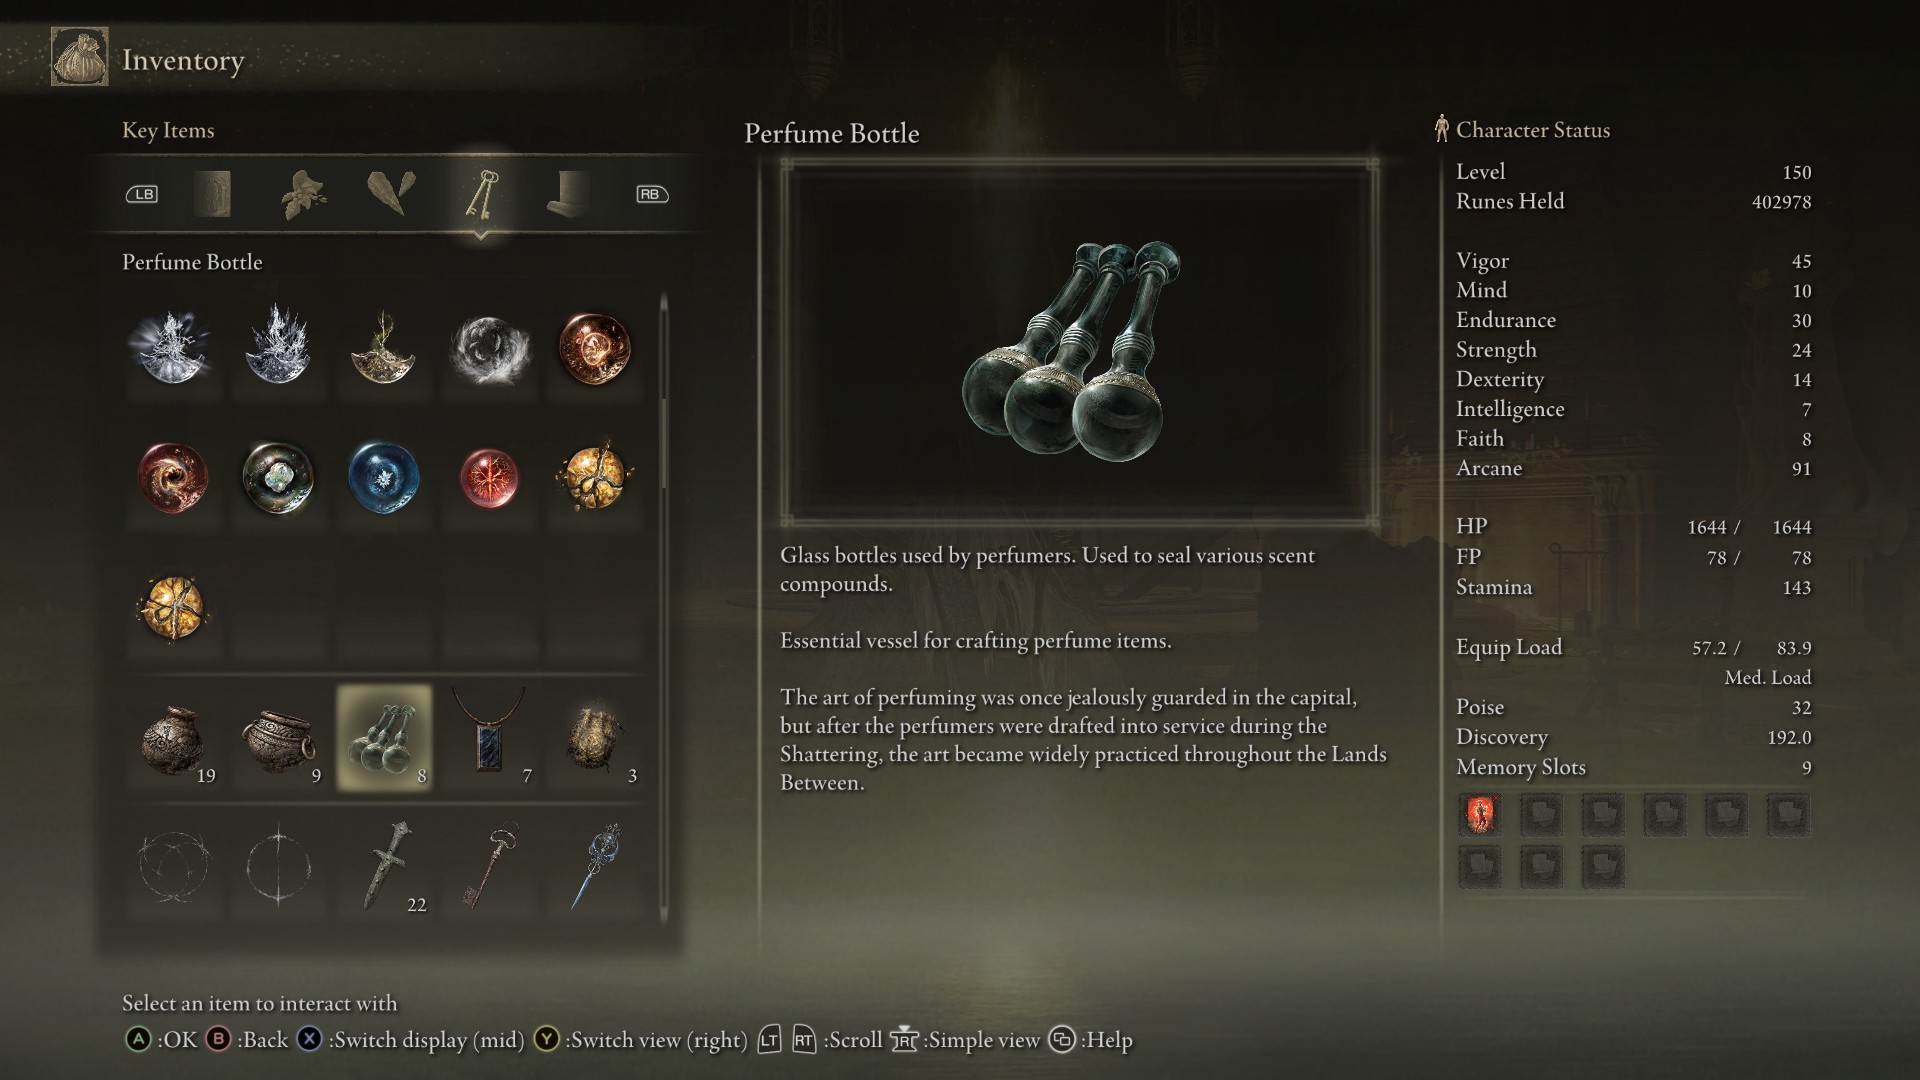 Inventory
Key Items
LB
RB
Perfume Bottle
19
9
8
7
3
22
Perfume Bottle
Glass bottles used by perfumers. Used to seal various scent
compounds.
Essential vessel for crafting perfume items.
The art of perfuming was once jealously guarded in the capital,
but after the perfumers were drafted into service during the
Shattering, the art became widely practiced throughout the Lands
Between.
Character Status
Level 150
Runes Held 402978
Vigor 45
Mind 10
Endurance 30
Strength 24
Dexterity 14
Intelligence 7
Faith 8
Arcane 91
HP 1644 / 1644
FP 78 / 78
Stamina 143
Equip Load 57.2 / 83.9
Med. Load
Poise 32
Discovery 192.0
Memory Slots 9
Select an item to interact with
A :OK B :Back X :Switch display (mid) Y :Switch view (right) LT RT :Scroll R :Simple view :Help